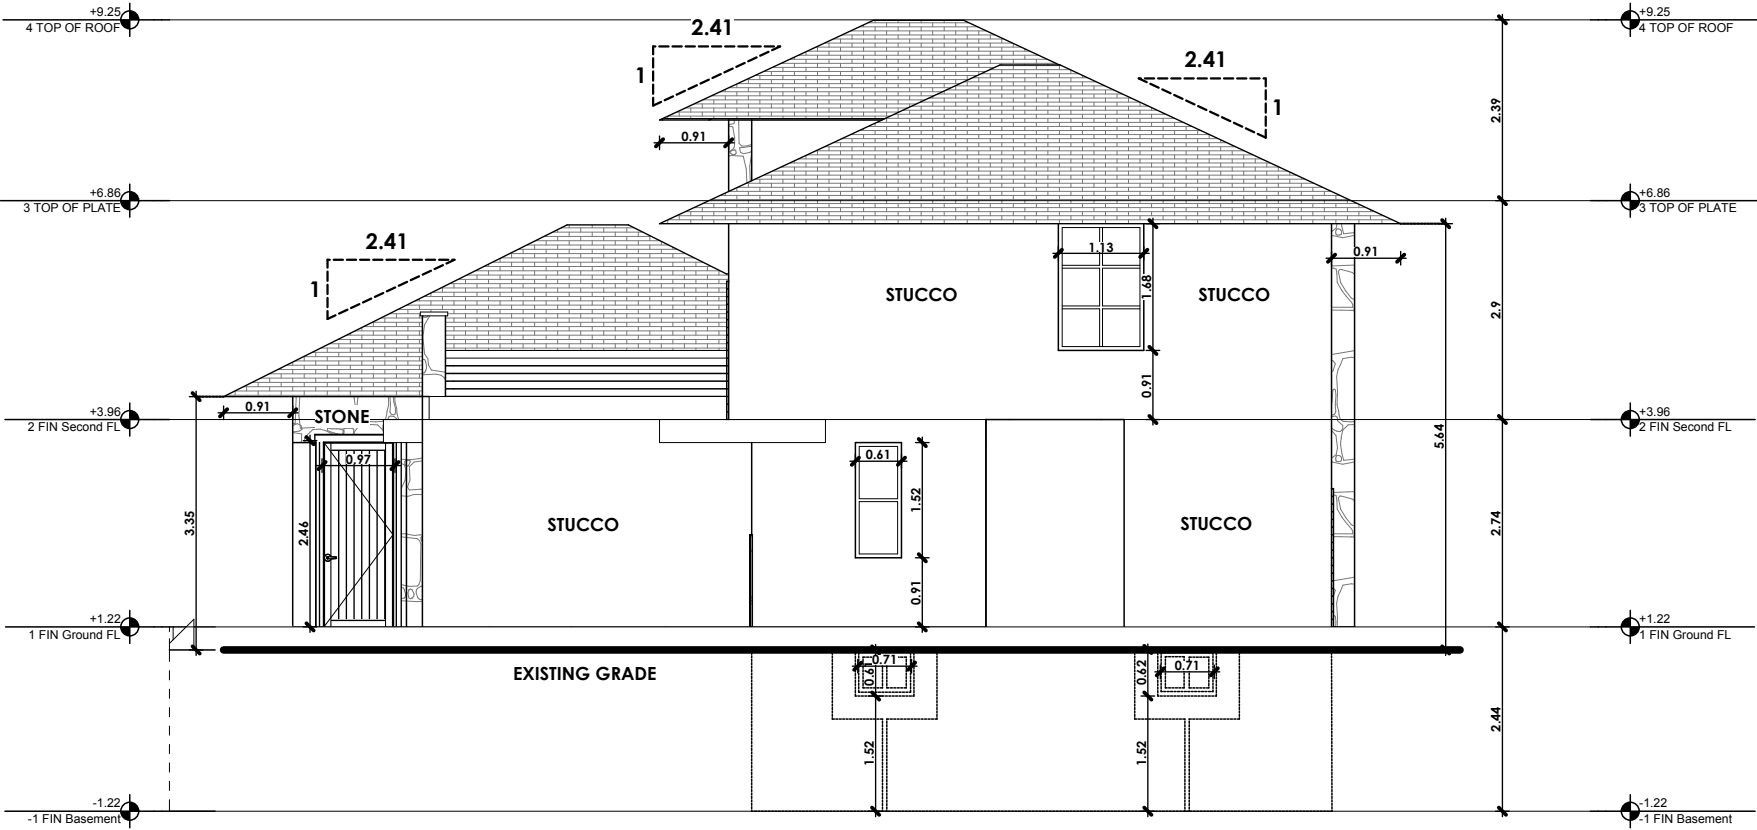 +9.25
4 TOP OF ROOF
2.41
1
2.41
1
+9.25
4 TOP OF ROOF
2.39
0.91
+6.86
3 TOP OF PLATE
+6.86
3 TOP OF PLATE
2.41
1
STUCCO
1.13
1.68
STUCCO
0.91
2.9
0.91
0.91
STONE
+3.96
2 FIN Second FL
+3.96
2 FIN Second FL
5.64
0.97
0.61
1.52
3.35
2.46
STUCCO
STUCCO
2.74
0.91
+1.22
1 FIN Ground FL
+1.22
1 FIN Ground FL
EXISTING GRADE
0.61
0.71
0.62
0.71
2.44
1.52
1.52
-1.22
-1 FIN Basement
-1.22
-1 FIN Basement